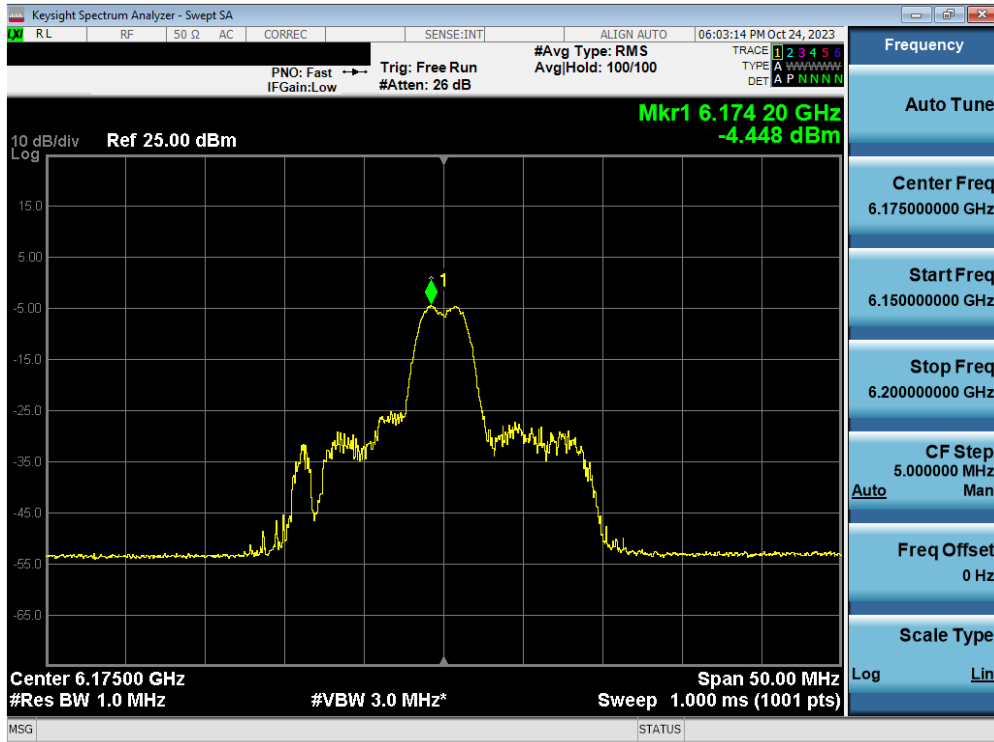 Keysight Spectrum Analyzer - Swept SA
LXI RL RF 50 Ω AC CORREC SENSE:INT ALIGN AUTO 06:03:14 PM Oct 24, 2023
PNO: Fast
IFGain:Low
Trig: Free Run
#Atten: 26 dB
#Avg Type: RMS
Avg|Hold: 100/100
TRACE 1 2 3 4 5 6
TYPE A WWWWW
DET A P N N N N
Mkr1 6.174 20 GHz
-4.448 dBm
10 dB/div Ref 25.00 dBm
Log
15.0
5.00
-5.00
-15.0
-25.0
-35.0
-45.0
-55.0
-65.0
1
Center 6.17500 GHz Span 50.00 MHz
#Res BW 1.0 MHz #VBW 3.0 MHz* Sweep 1.000 ms (1001 pts)
MSG STATUS
Frequency
Auto Tune
Center Freq
6.175000000 GHz
Start Freq
6.150000000 GHz
Stop Freq
6.200000000 GHz
CF Step
5.000000 MHz
Auto Man
Freq Offset
0 Hz
Scale Type
Log Lin